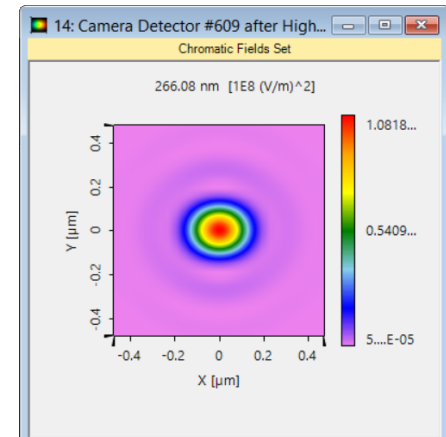 14: Camera Detector #609 after High...
Chromatic Fields Set
266.08 nm [1E8 (V/m)^2]
1.0818...
0.5409...
5....E-05
Y [µm]
0.4
0.2
0
-0.2
-0.4
-0.4 -0.2 0 0.2 0.4
X [µm]